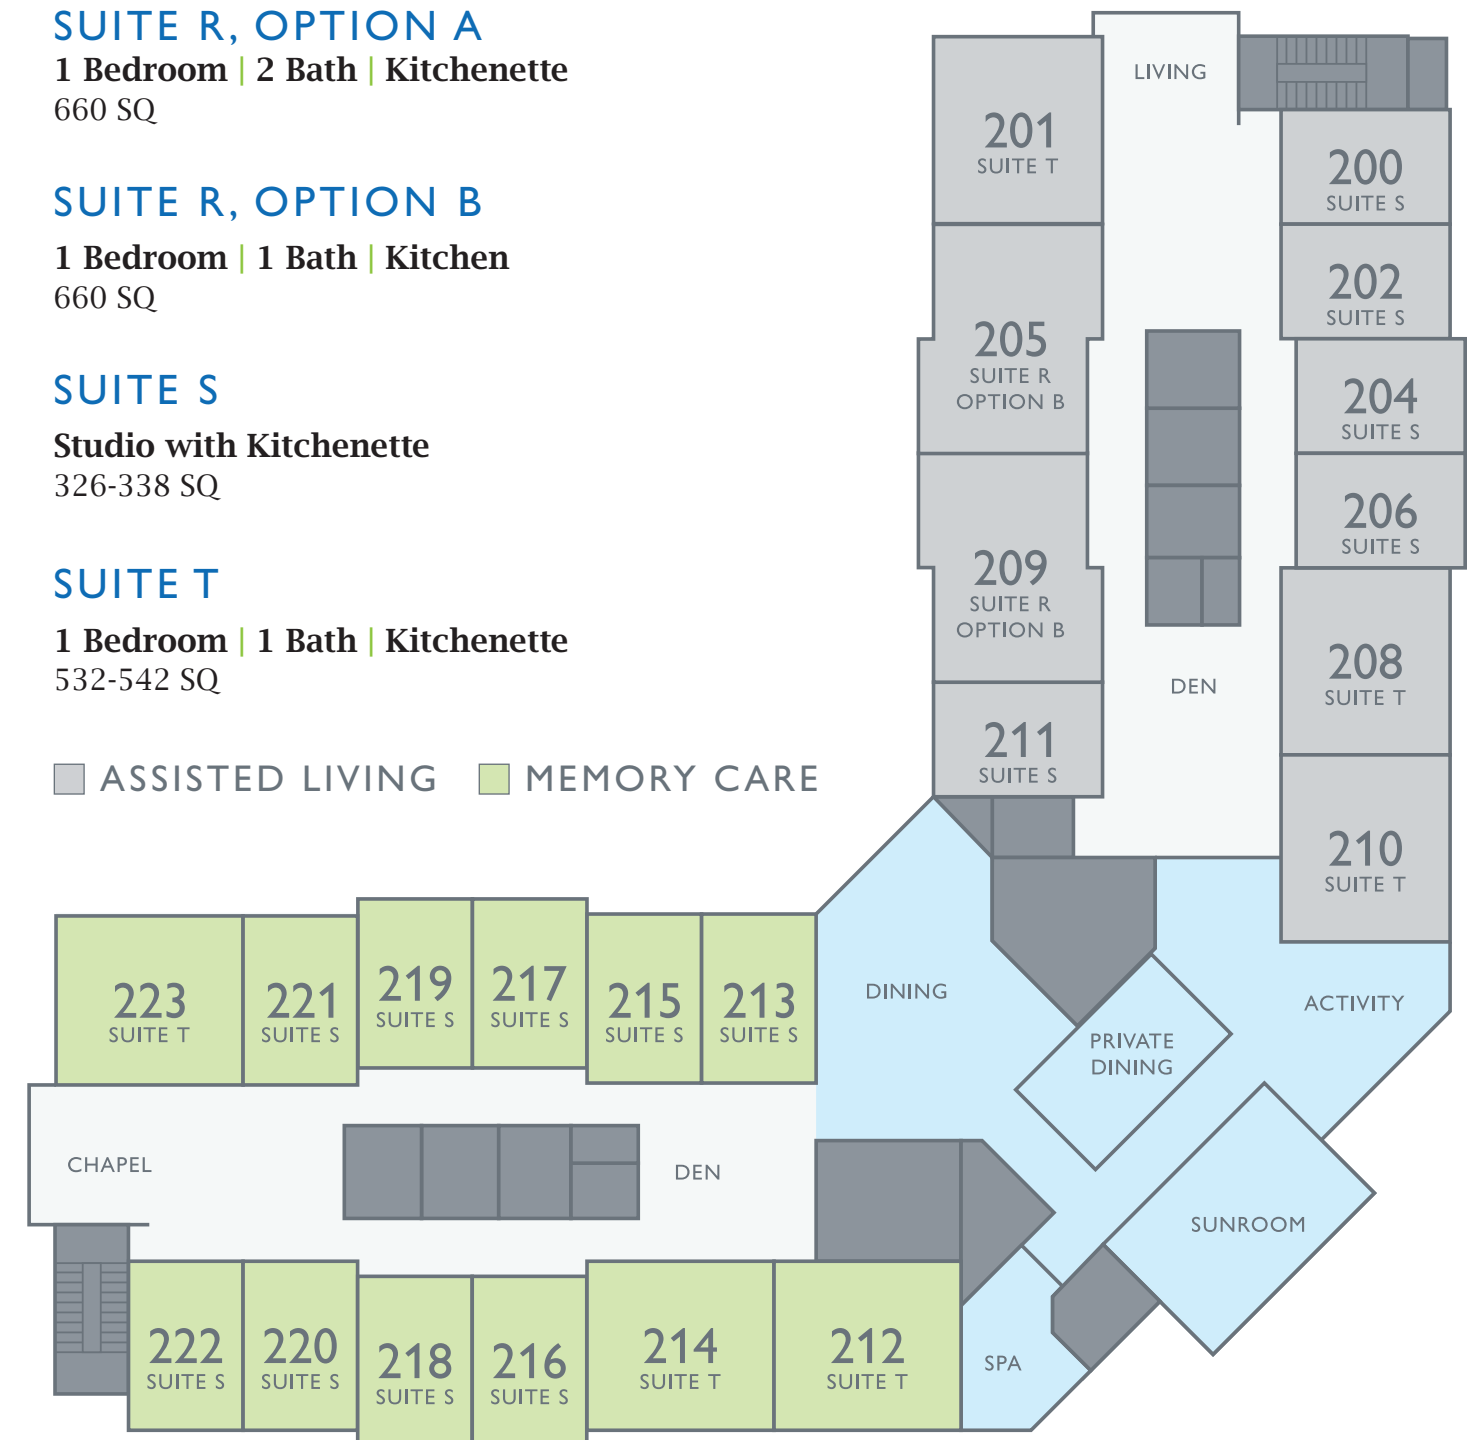 SUITE R, OPTION A
1 Bedroom | 2 Bath | Kitchenette
660 SQ
SUITE R, OPTION B
1 Bedroom | 1 Bath | Kitchen
660 SQ
SUITE S
Studio with Kitchenette
326-338 SQ
SUITE T
1 Bedroom | 1 Bath | Kitchenette
532-542 SQ
ASSISTED LIVING
MEMORY CARE
LIVING
201
SUITE T
200
SUITE S
202
SUITE S
205
SUITE R
OPTION B
204
SUITE S
206
SUITE S
209
SUITE R
OPTION B
208
SUITE T
DEN
211
SUITE S
210
SUITE T
223
SUITE T
221
SUITE S
219
SUITE S
217
SUITE S
215
SUITE S
213
SUITE S
DINING
PRIVATE
DINING
ACTIVITY
CHAPEL
DEN
SUNROOM
222
SUITE S
220
SUITE S
218
SUITE S
216
SUITE S
214
SUITE T
212
SUITE T
SPA